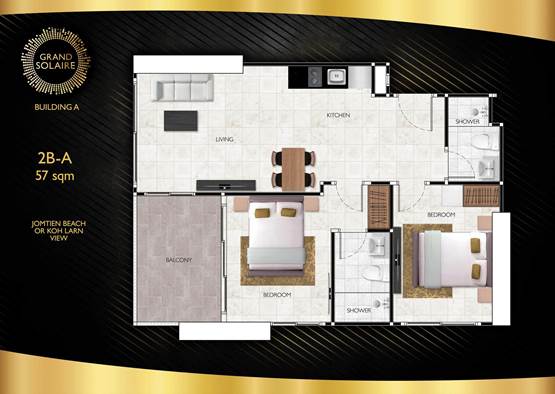 GRAND
SOLAIRE
BUILDING A
2B-A
57 sqm
JOMTIEN BEACH
OR KOH LARN
VIEW
KITCHEN
SHOWER
LIVING
BEDROOM
BALCONY
BEDROOM
SHOWER